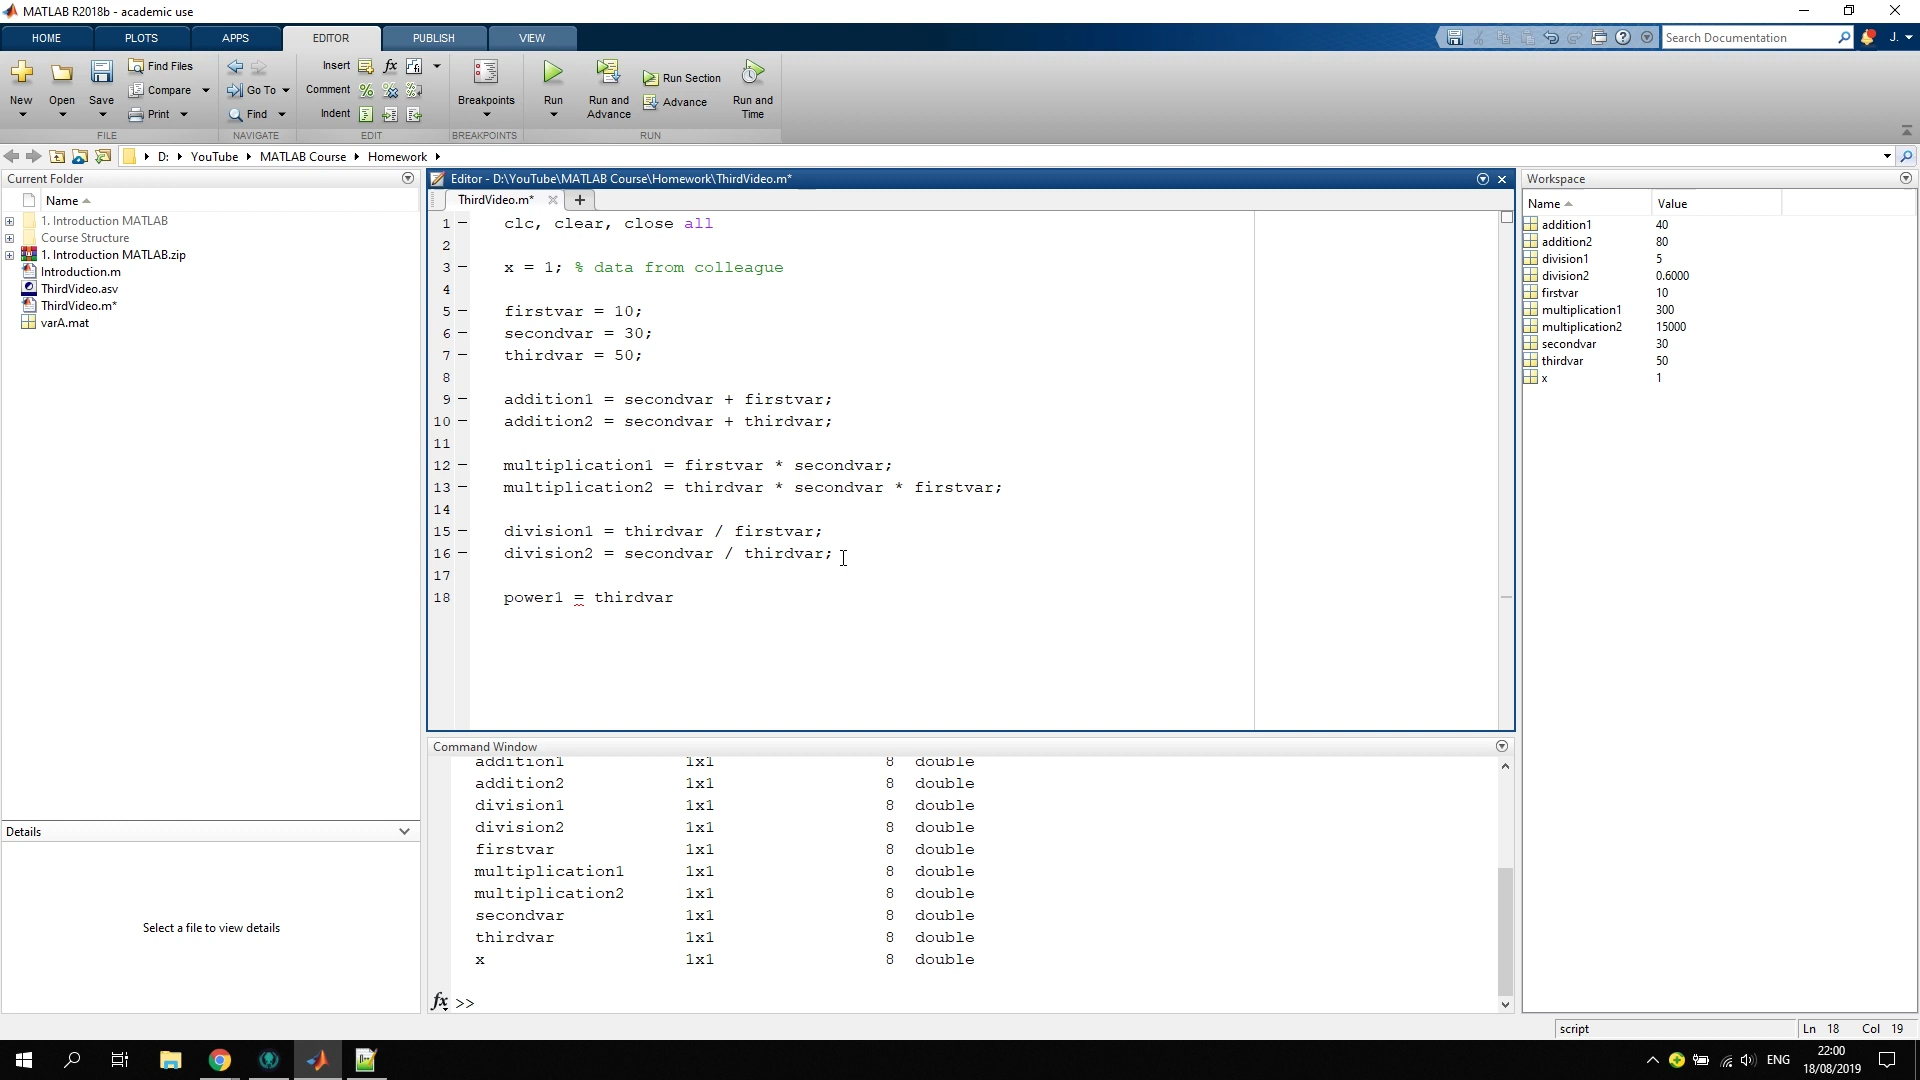 MATLAB R2018b - academic use
HOME PLOTS APPS EDITOR PUBLISH VIEW
Search Documentation
J.
New Open Save
Find Files
Compare
Print
FILE
Go To
Find
NAVIGATE
Insert fx
Comment
Indent
EDIT
Breakpoints
BREAKPOINTS
Run
Run and Advance
Run Section
Advance
Run and Time
RUN
D: YouTube MATLAB Course Homework
Current Folder
Name
1. Introduction MATLAB
Course Structure
1. Introduction MATLAB.zip
Introduction.m
ThirdVideo.asv
ThirdVideo.m*
varA.mat
Details
Select a file to view details
Editor - D:\YouTube\MATLAB Course\Homework\ThirdVideo.m*
ThirdVideo.m* +
1 - clc, clear, close all
2
3 - x = 1; % data from colleague
4
5 - firstvar = 10;
6 - secondvar = 30;
7 - thirdvar = 50;
8
9 - addition1 = secondvar + firstvar;
10 - addition2 = secondvar + thirdvar;
11
12 - multiplication1 = firstvar * secondvar;
13 - multiplication2 = thirdvar * secondvar * firstvar;
14
15 - division1 = thirdvar / firstvar;
16 - division2 = secondvar / thirdvar;
17
18 power1 = thirdvar
Command Window
addition1 1x1 8 double
addition2 1x1 8 double
division1 1x1 8 double
division2 1x1 8 double
firstvar 1x1 8 double
multiplication1 1x1 8 double
multiplication2 1x1 8 double
secondvar 1x1 8 double
thirdvar 1x1 8 double
x 1x1 8 double
fx >>
Workspace
Name Value
addition1 40
addition2 80
division1 5
division2 0.6000
firstvar 10
multiplication1 300
multiplication2 15000
secondvar 30
thirdvar 50
x 1
script Ln 18 Col 19
ENG
22:00
18/08/2019